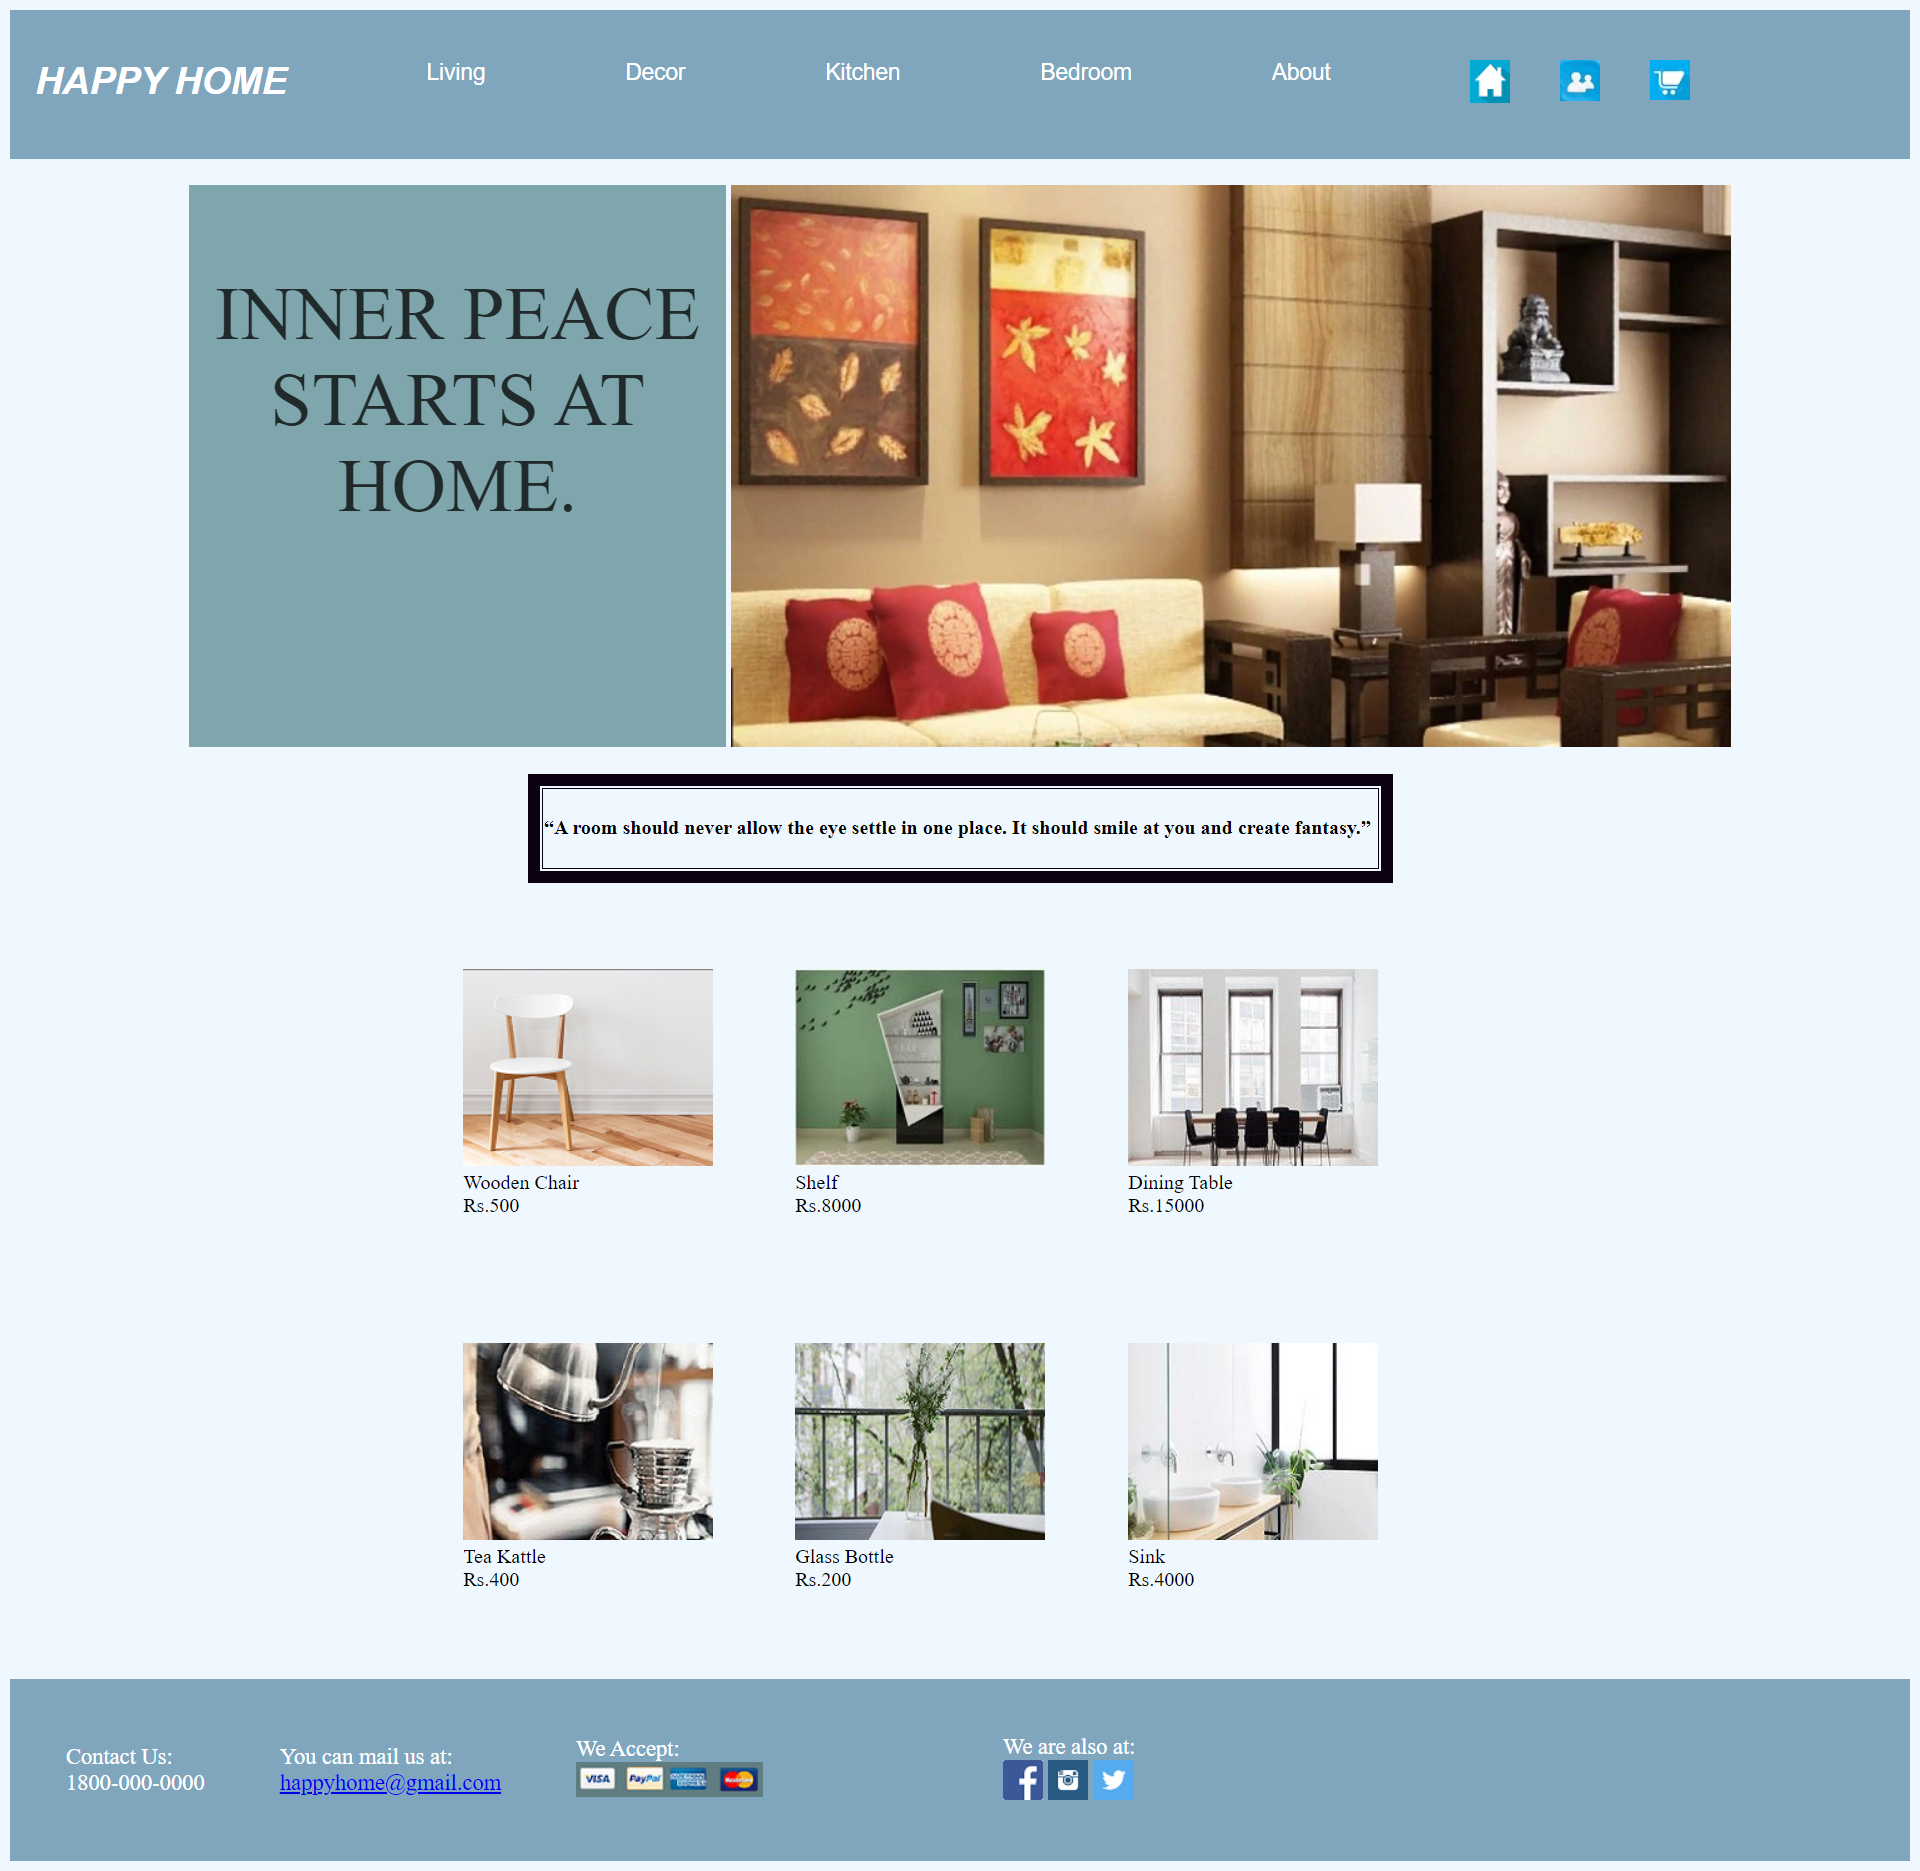 HAPPY HOME
Living
Decor
Kitchen
Bedroom
About
INNER PEACE
STARTS AT
HOME.
“A room should never allow the eye settle in one place. It should smile at you and create fantasy.”
Wooden Chair
Rs.500
Shelf
Rs.8000
Dining Table
Rs.15000
Tea Kattle
Rs.400
Glass Bottle
Rs.200
Sink
Rs.4000
Contact Us:
1800-000-0000
You can mail us at:
happyhome@gmail.com
We Accept:
VISA
PayPal
AMERICAN
EXPRESS
MasterCard
We are also at: